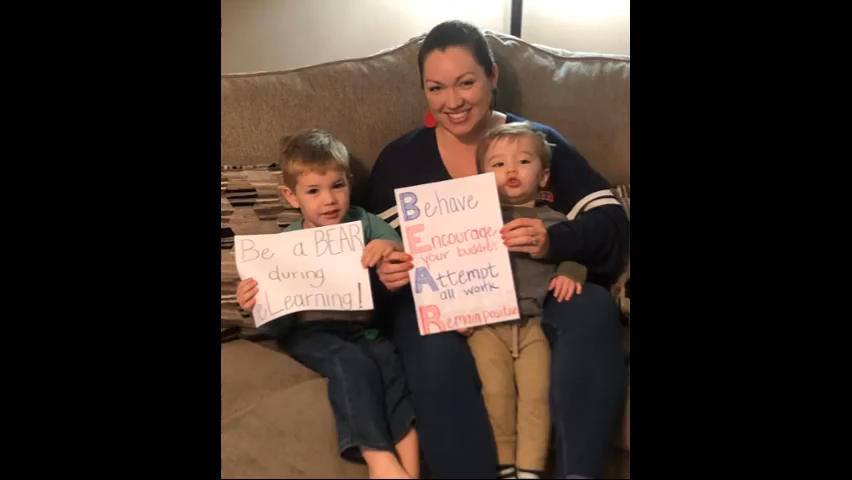 Be a BEAR
during
eLearning!
Behave
Encourage
your buddies
Attempt
all work
Remain positive